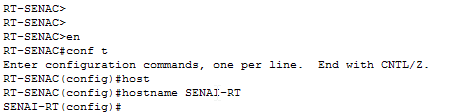 RT-SENAC>
RT-SENAC>
RT-SENAC>en
RT-SENAC#conf t
Enter configuration commands, one per line.  End with CNTL/Z.
RT-SENAC(config)#host
RT-SENAC(config)#hostname SENAI-RT
SENAI-RT(config)#